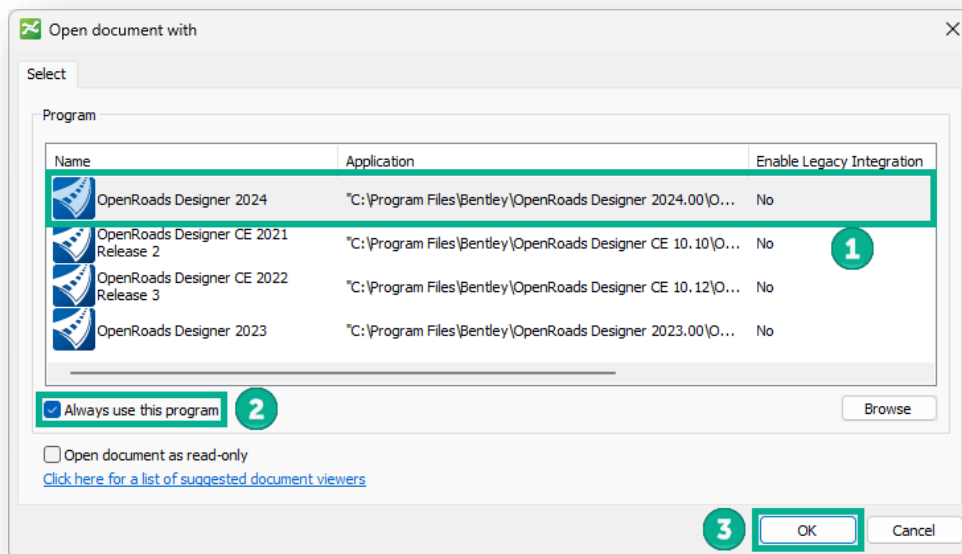 Open document with
Select
Program
Name Application Enable Legacy Integration
OpenRoads Designer 2024 "C:\Program Files\Bentley\OpenRoads Designer 2024.00\O... No
1
OpenRoads Designer CE 2021
Release 2 "C:\Program Files\Bentley\OpenRoads Designer CE 10.10\O... No
OpenRoads Designer CE 2022
Release 3 "C:\Program Files\Bentley\OpenRoads Designer CE 10.12\O... No
OpenRoads Designer 2023 "C:\Program Files\Bentley\OpenRoads Designer 2023.00\O... No
Always use this program 2 Browse
Open document as read-only
Click here for a list of suggested document viewers
3 OK Cancel